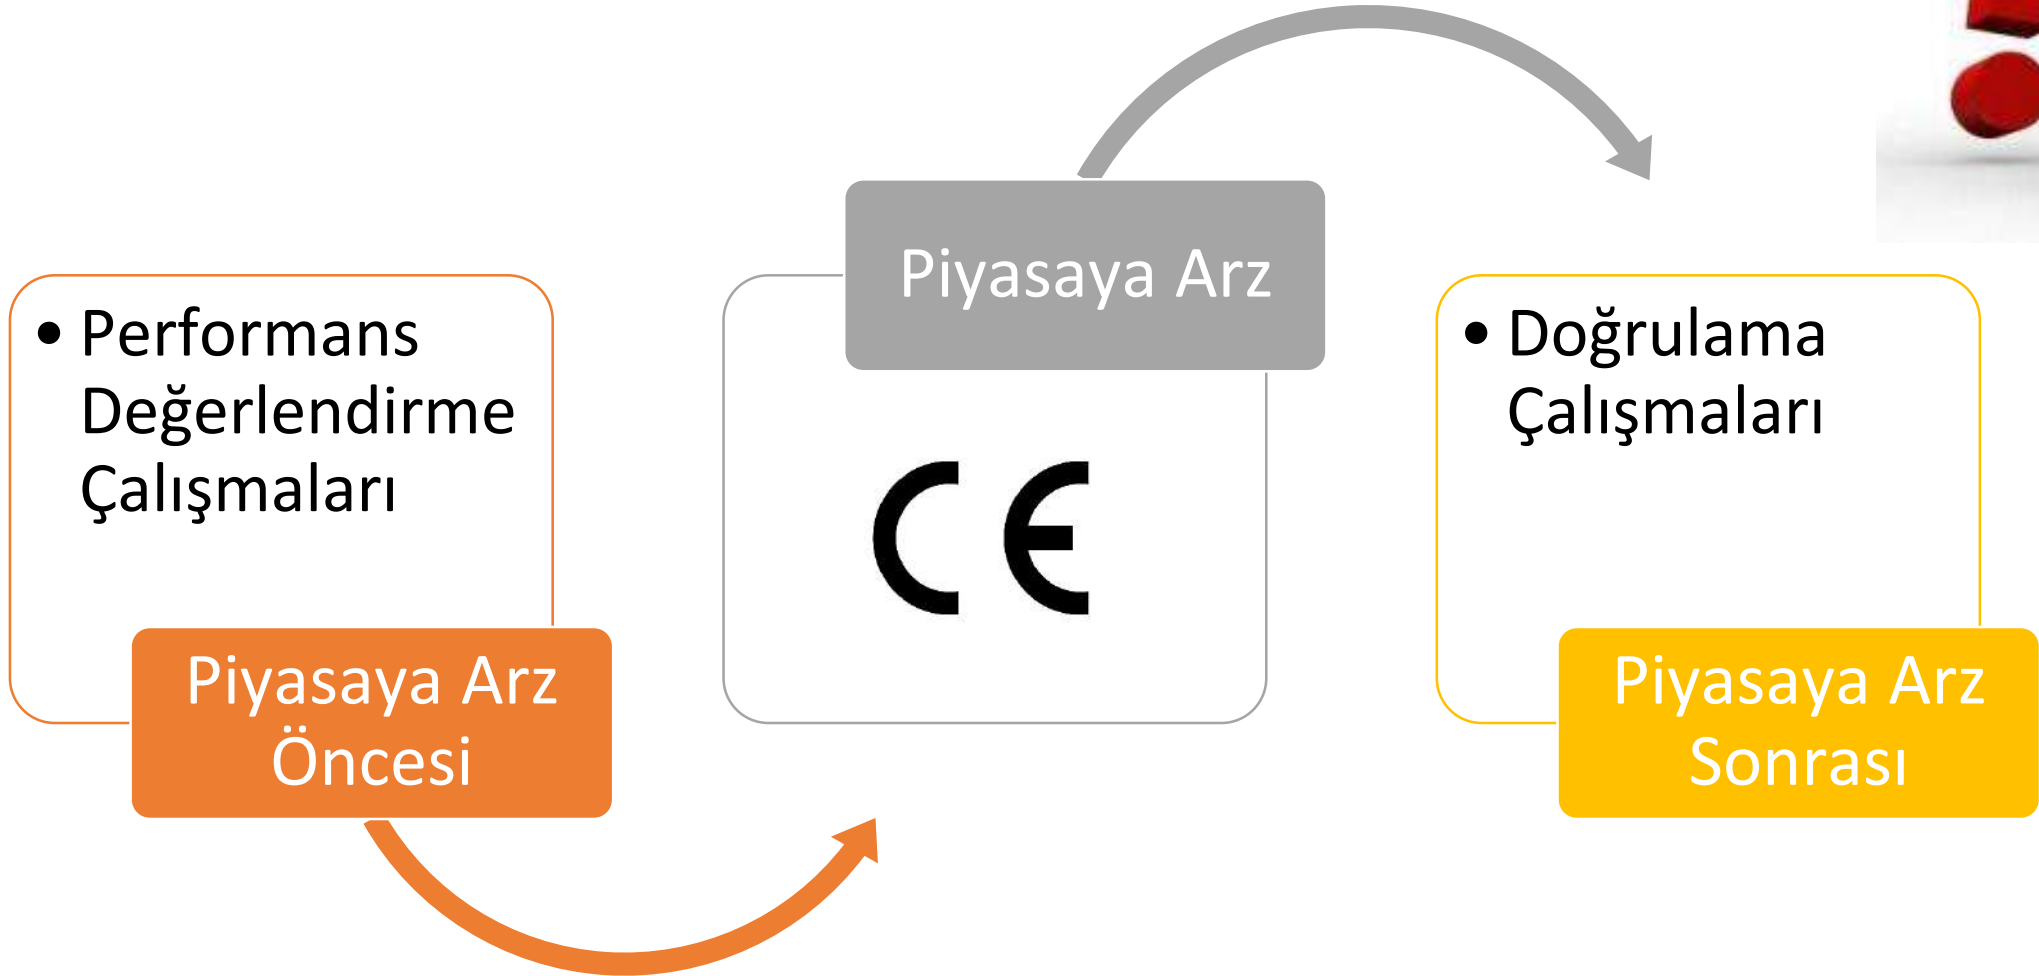 • Performans
Değerlendirme
Çalışmaları
Piyasaya Arz
Öncesi
Piyasaya Arz
CE
• Doğrulama
Çalışmaları
Piyasaya Arz
Sonrası